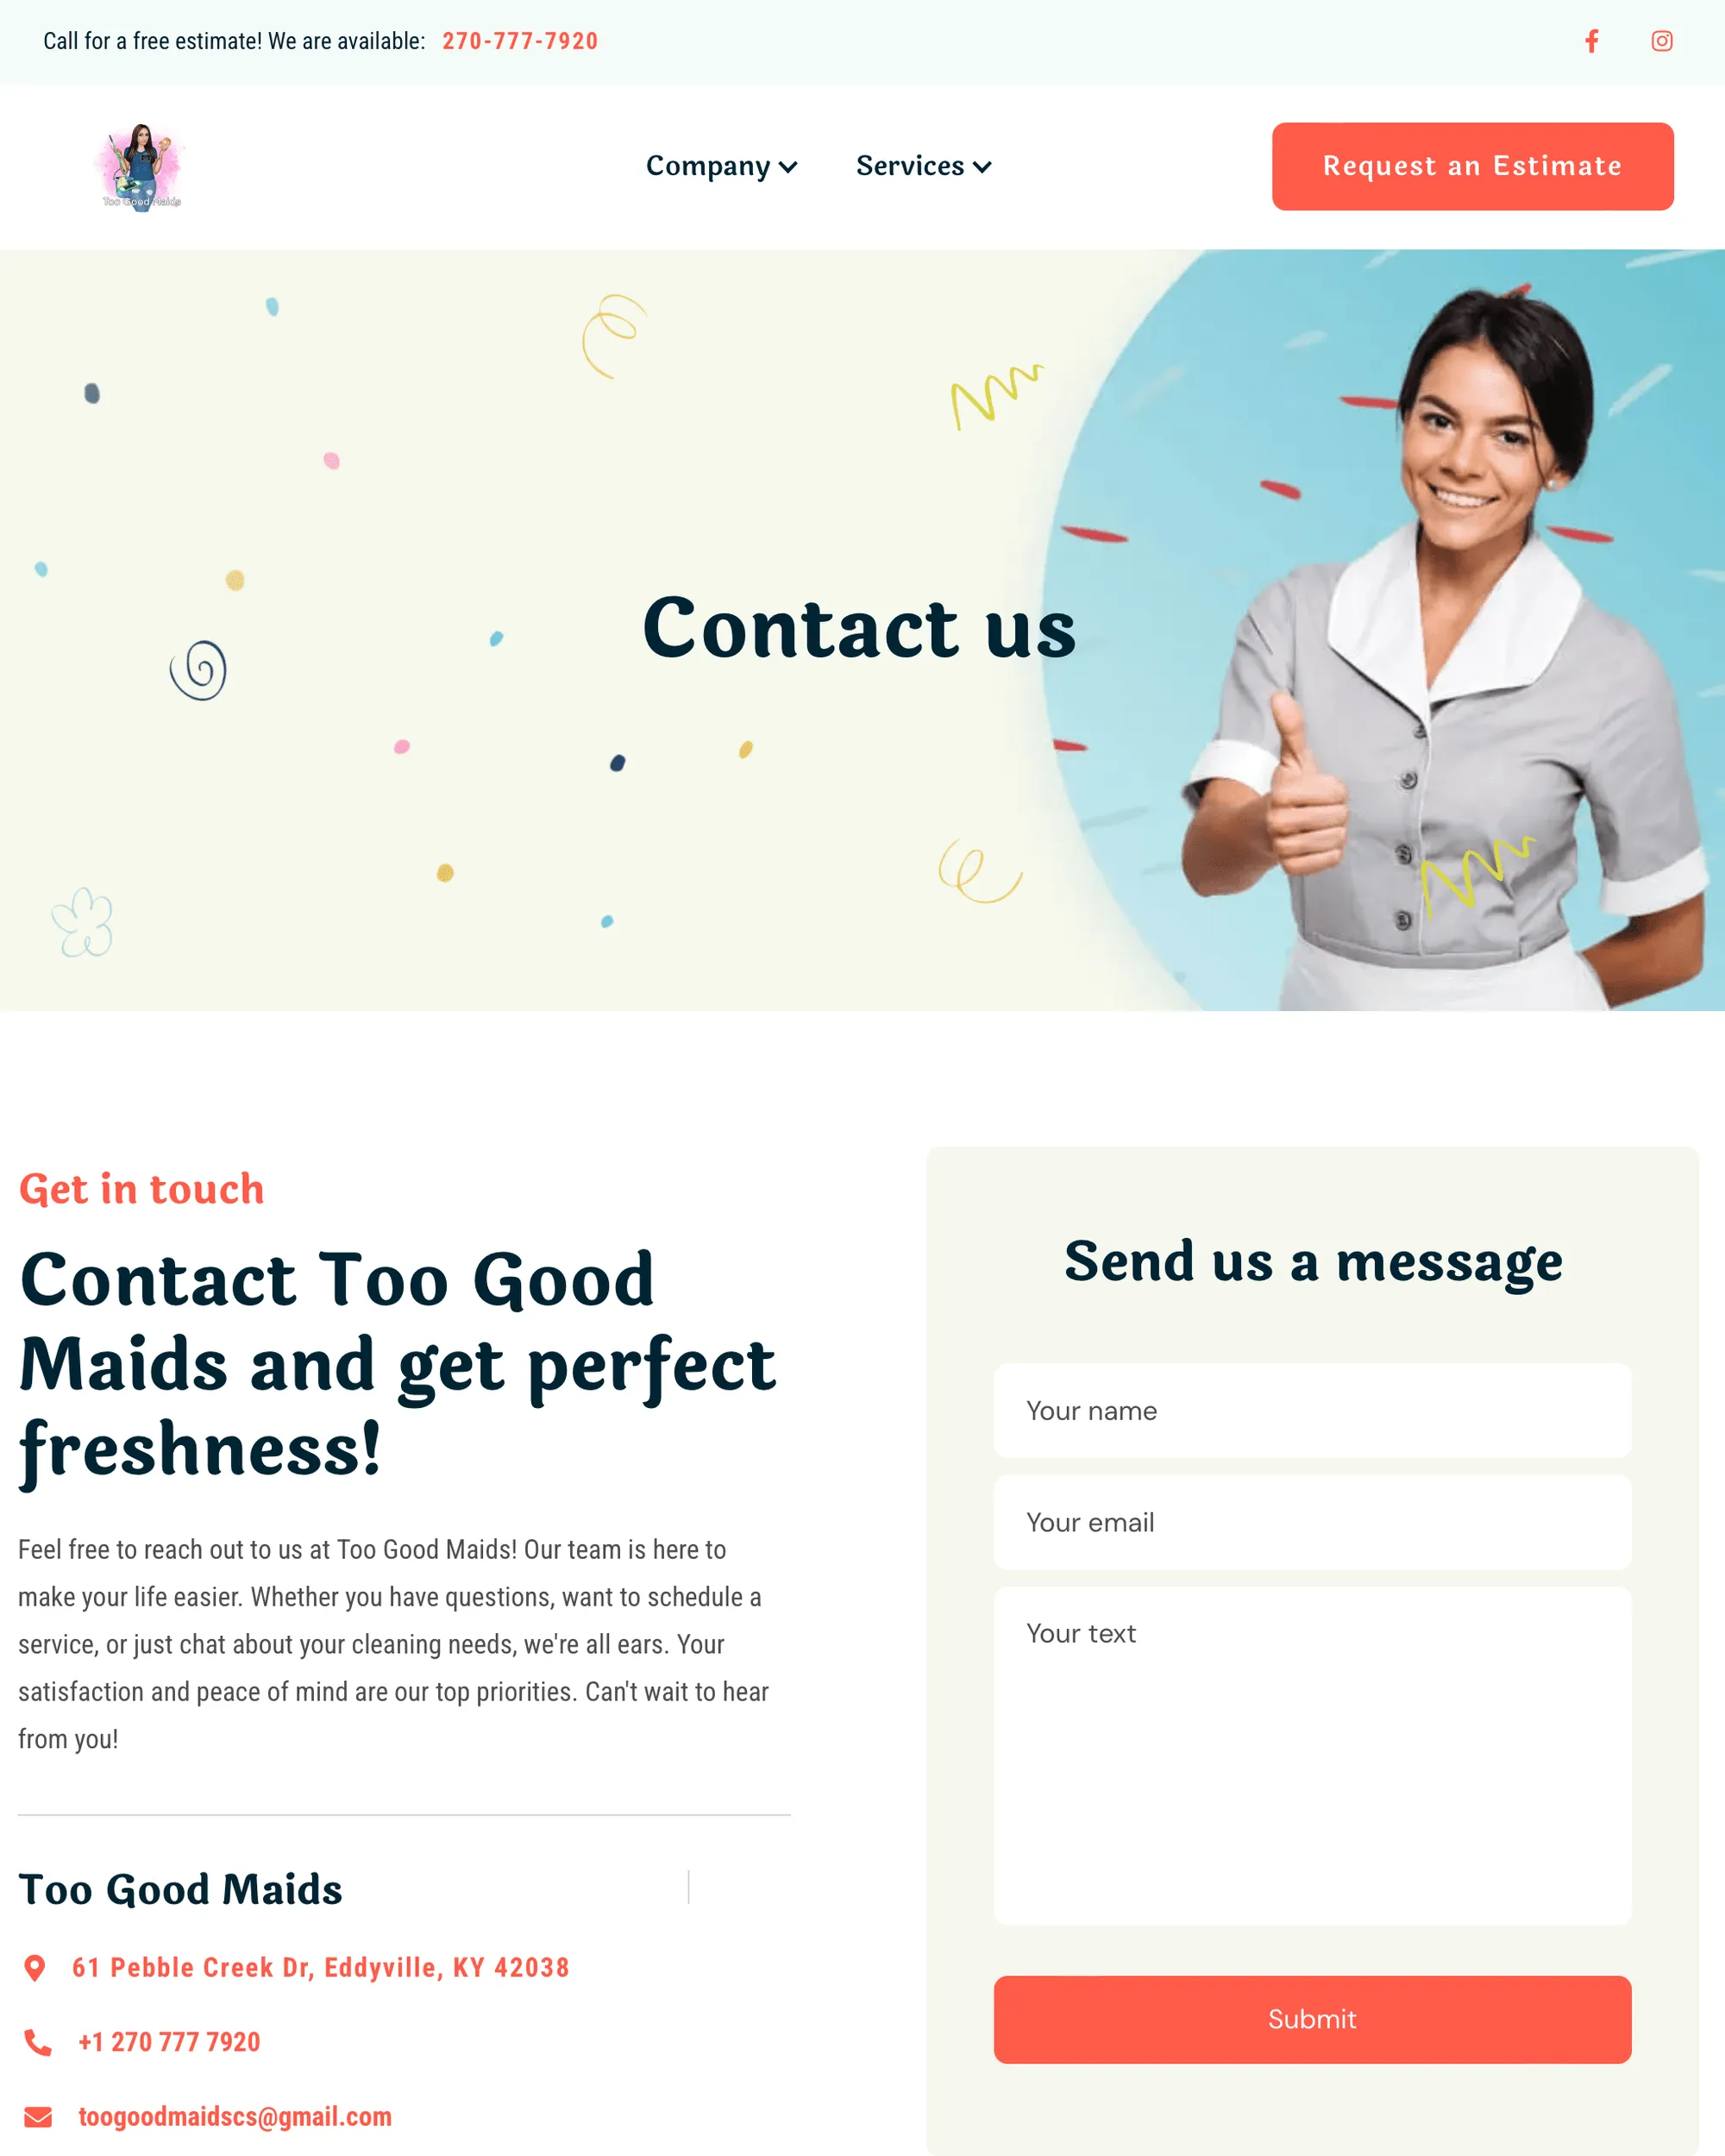 Call for a free estimate! We are available: 270-777-7920
Too Good Maids
Company
Services
Request an Estimate
Contact us
Get in touch
Contact Too Good
Maids and get perfect
freshness!
Feel free to reach out to us at Too Good Maids! Our team is here to
make your life easier. Whether you have questions, want to schedule a
service, or just chat about your cleaning needs, we're all ears. Your
satisfaction and peace of mind are our top priorities. Can't wait to hear
from you!
Too Good Maids
61 Pebble Creek Dr, Eddyville, KY 42038
+1 270 777 7920
toogoodmaidscs@gmail.com
Send us a message
Your name
Your email
Your text
Submit